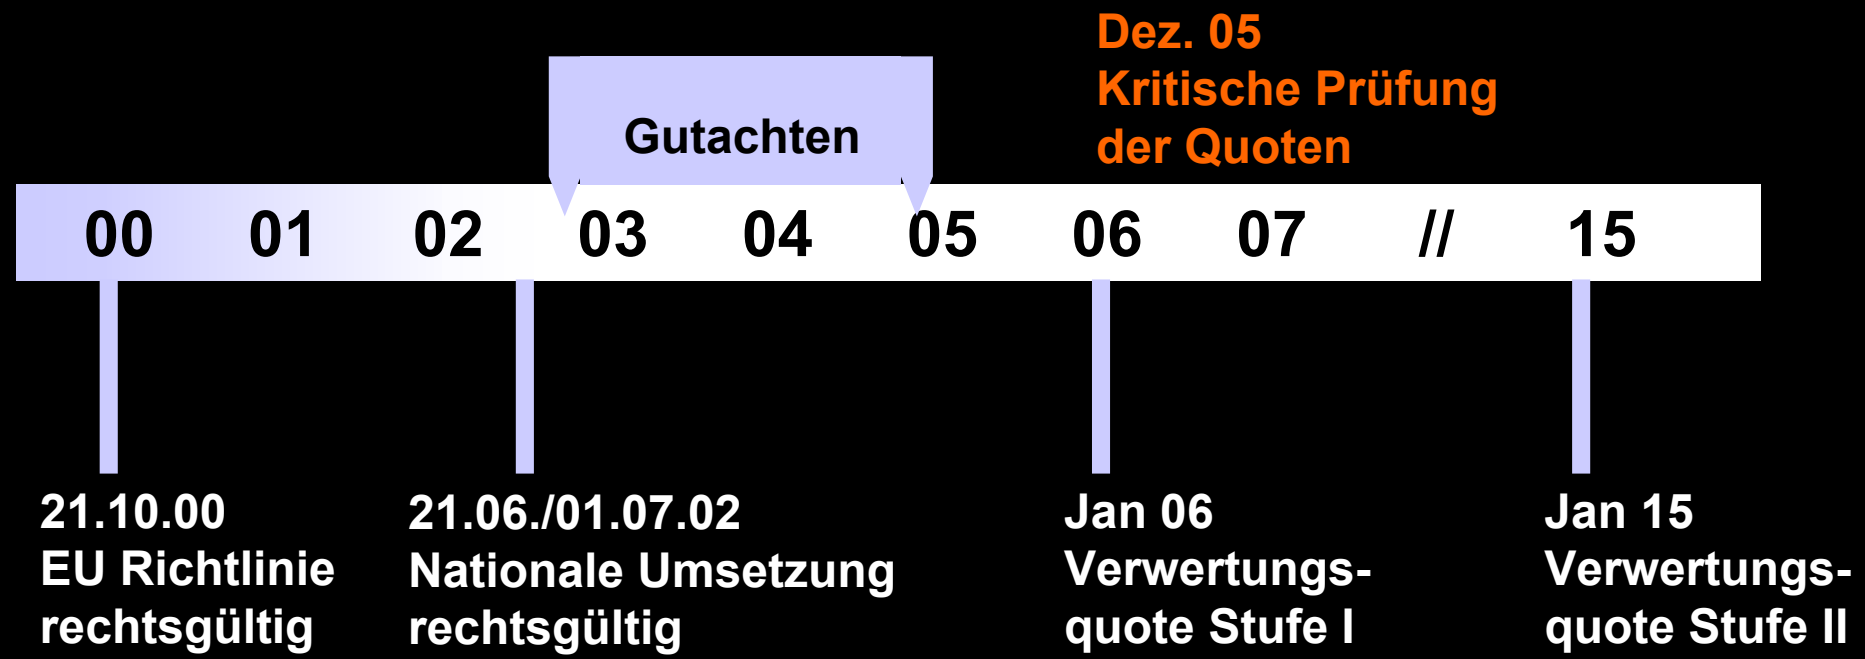 Dez. 05
Kritische Prüfung
der Quoten
Gutachten
00 01 02 03 04 05 06 07 // 15
21.10.00
EU Richtlinie
rechtsgültig
21.06./01.07.02
Nationale Umsetzung
rechtsgültig
Jan 06
Verwertungs-
quote Stufe I
Jan 15
Verwertungs-
quote Stufe II